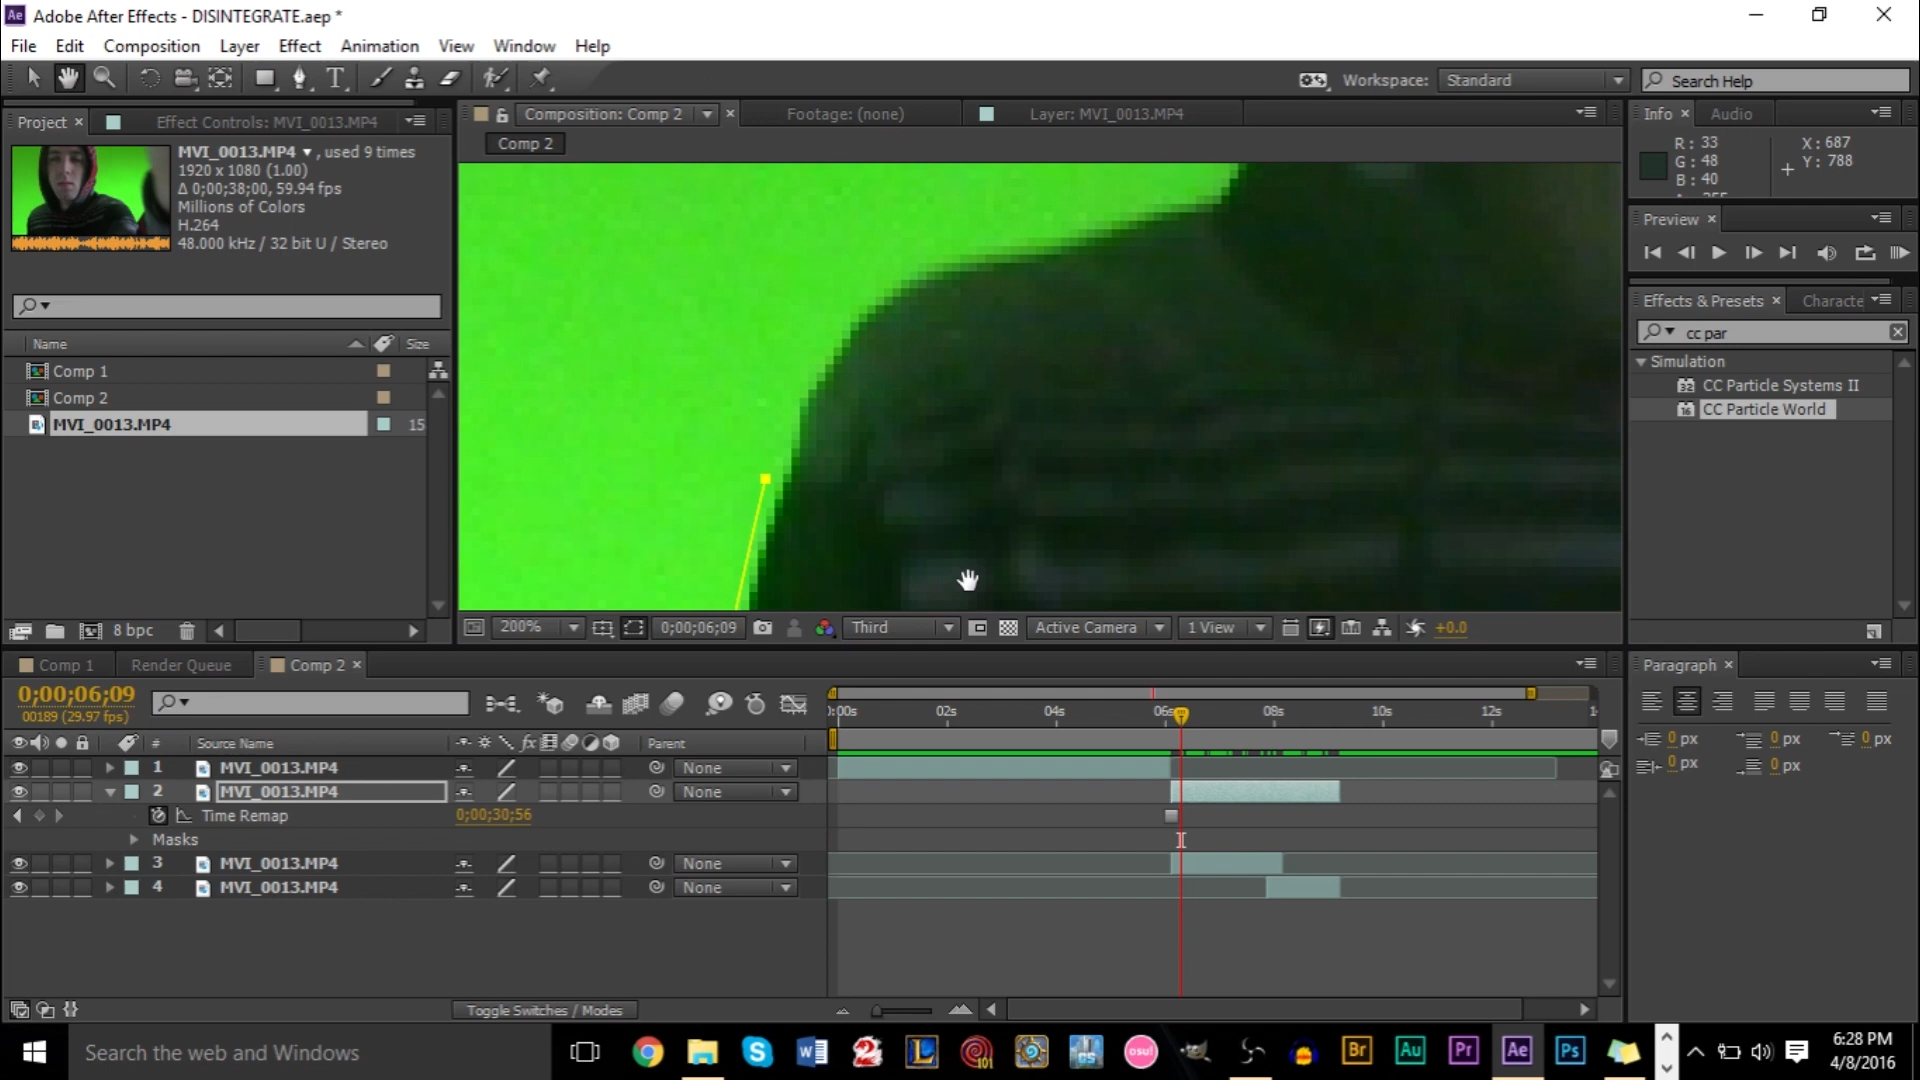 Adobe After Effects - DISINTEGRATE.aep *
File Edit Composition Layer Effect Animation View Window Help
Workspace: Standard
Search Help
Project × Effect Controls: MVI_0013.MP4
MVI_0013.MP4 ▼ , used 9 times
1920 x 1080 (1.00)
Δ 0;00;38;00, 59.94 fps
Millions of Colors
H.264
48.000 kHz / 32 bit U / Stereo
Name Size
Comp 1
Comp 2
MVI_0013.MP4 15
8 bpc
Composition: Comp 2 × Footage: (none) Layer: MVI_0013.MP4
Comp 2
200% 0;00;06;09 Third Active Camera 1 View +0.0
Info × Audio
R: 33 X: 687
G: 48 Y: 788
B: 40
Preview ×
Effects & Presets × Characte
cc par
Simulation
CC Particle Systems II
CC Particle World
Comp 1 Render Queue Comp 2 ×
0;00;06;09
00189 (29.97 fps)
02s 04s 06s 08s 10s 12s
# Source Name Parent
1 MVI_0013.MP4 None
2 MVI_0013.MP4 None
Time Remap 0;00;30;56
Masks
3 MVI_0013.MP4 None
4 MVI_0013.MP4 None
Toggle Switches / Modes
Paragraph ×
0 px 0 px 0 px
0 px 0 px
Search the web and Windows
101 GS osu! Br Au Pr Ae Ps
6:28 PM
4/8/2016